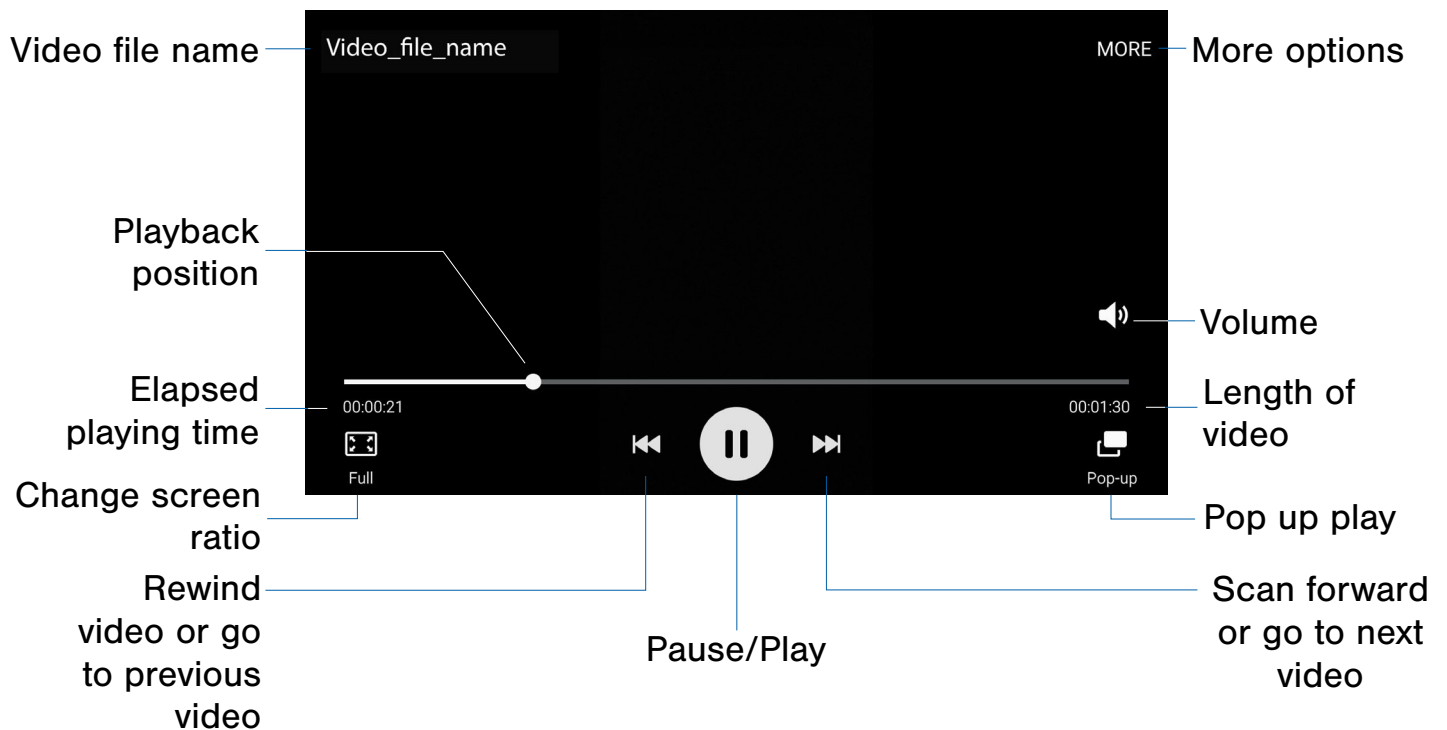 Video file name
Video_file_name
MORE
More options
Playback
position
Volume
Elapsed
playing time
00:00:21
00:01:30
Length of
video
Full
Pop-up
Change screen
ratio
Pop up play
Rewind
video or go
to previous
video
Pause/Play
Scan forward
or go to next
video